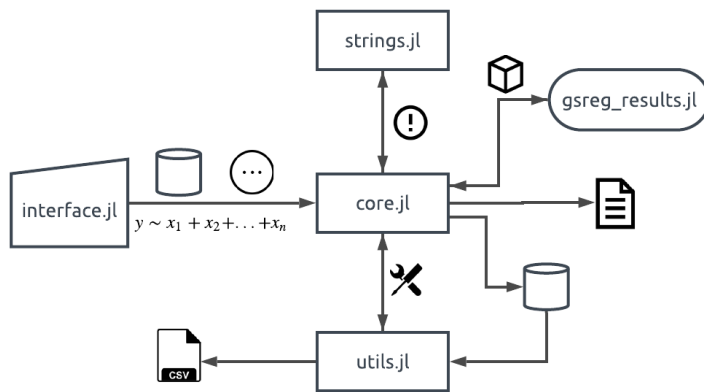 strings.jl
gsreg_results.jl
interface.jl
core.jl
y ~ x₁ + x₂+...+xₙ
utils.jl
CSV